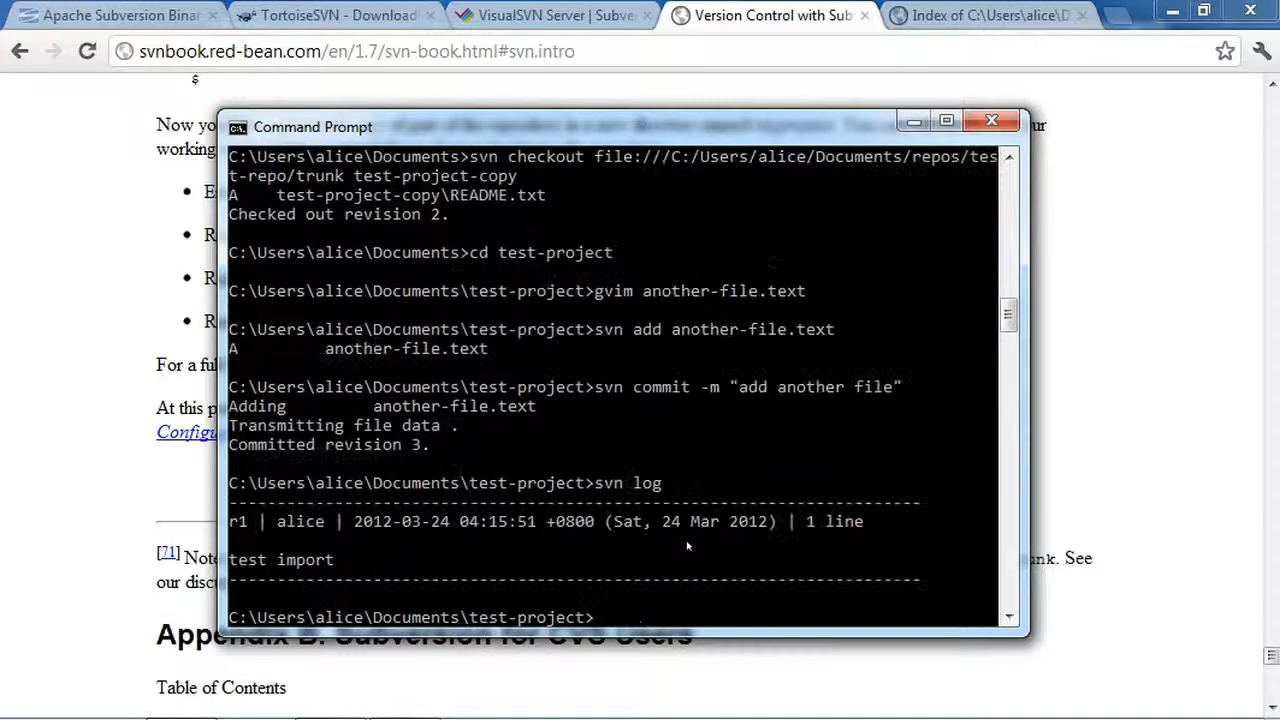 Apache Subversion Binar
TortoiseSVN - Download
VisualSVN Server | Subve
Version Control with Sub
Index of C:\Users\alice\D
svnbook.red-bean.com/en/1.7/svn-book.html#svn.intro
$
Now yo
ur
working
Command Prompt
C:\Users\alice\Documents>svn checkout file:///C:/Users/alice/Documents/repos/tes
t-repo/trunk test-project-copy
A    test-project-copy\README.txt
Checked out revision 2.
C:\Users\alice\Documents>cd test-project
C:\Users\alice\Documents\test-project>gvim another-file.text
C:\Users\alice\Documents\test-project>svn add another-file.text
A         another-file.text
C:\Users\alice\Documents\test-project>svn commit -m "add another file"
Adding         another-file.text
Transmitting file data .
Committed revision 3.
C:\Users\alice\Documents\test-project>svn log
------------------------------------------------------------------------
r1 | alice | 2012-03-24 04:15:51 +0800 (Sat, 24 Mar 2012) | 1 line
test import
------------------------------------------------------------------------
C:\Users\alice\Documents\test-project>
For a ful
At this p
Configu
[71] Note
unk. See
our discu
Appendix B. Subversion for CVS Users
Table of Contents